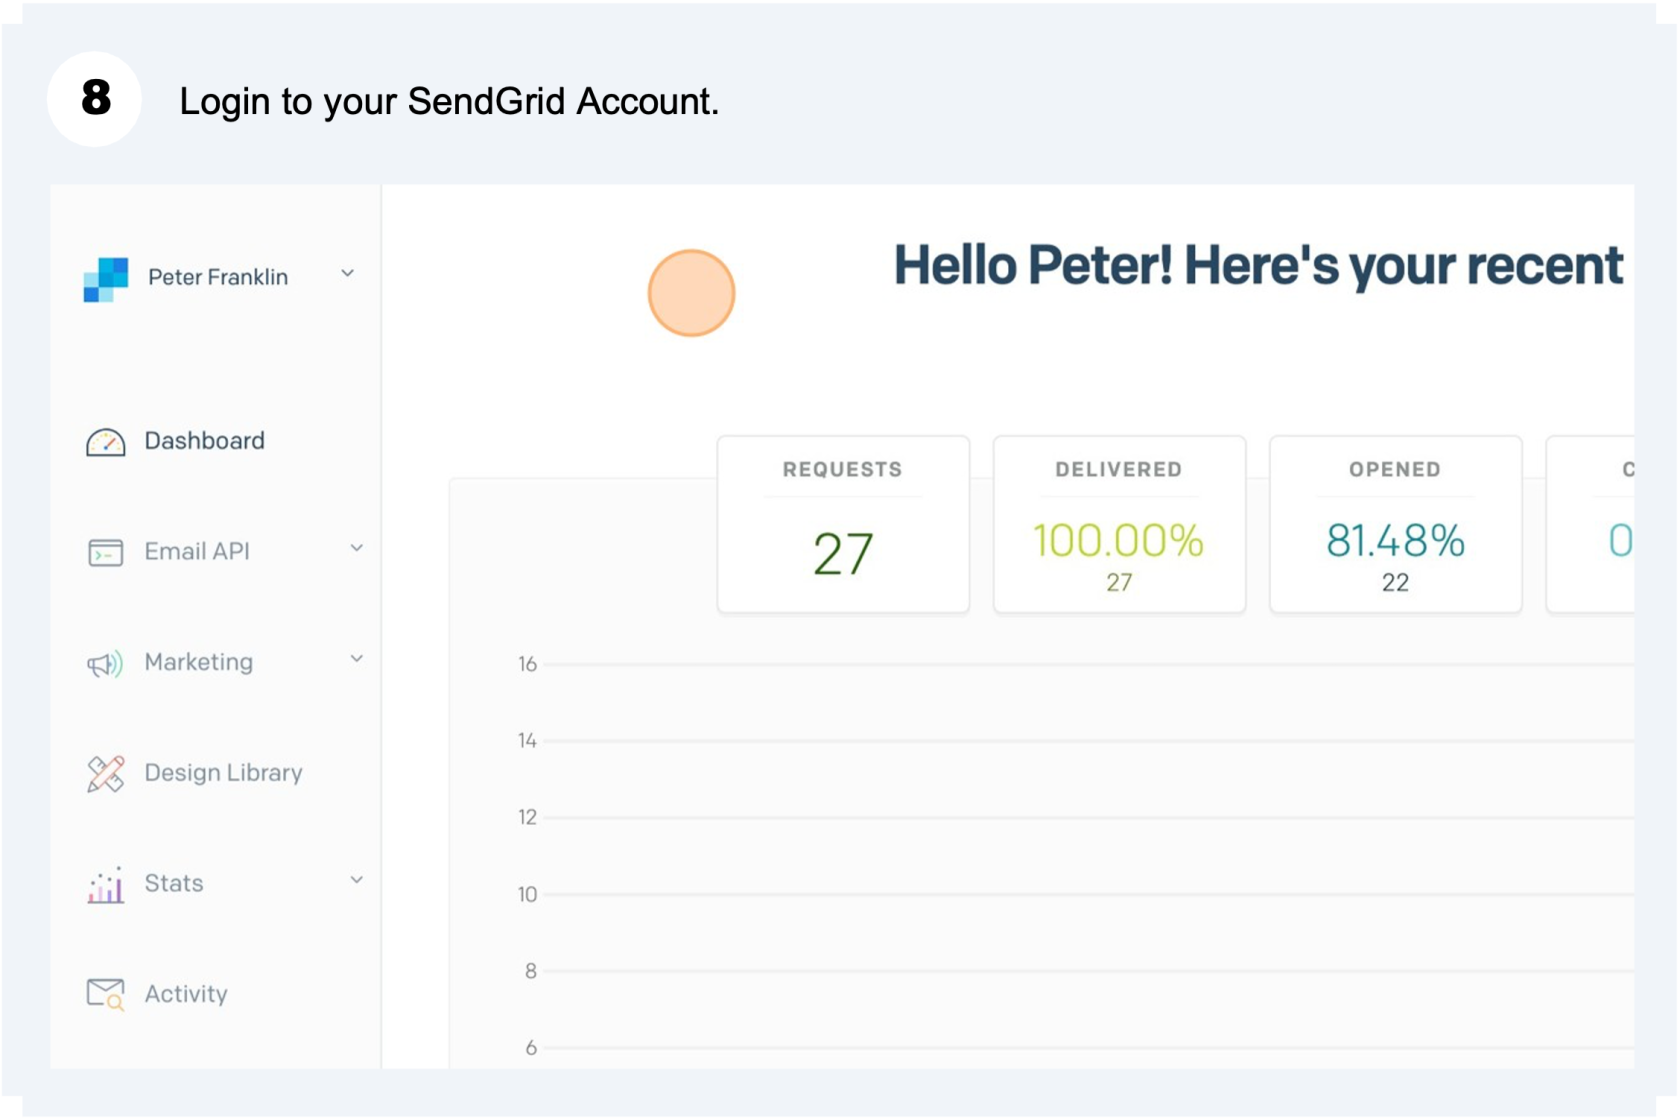 8
Login to your SendGrid Account.
Peter Franklin
Hello Peter! Here's your recent
Dashboard
Email API
Marketing
Design Library
Stats
Activity
REQUESTS
27
DELIVERED
100.00%
27
OPENED
81.48%
22
C
0
16
14
12
10
8
6